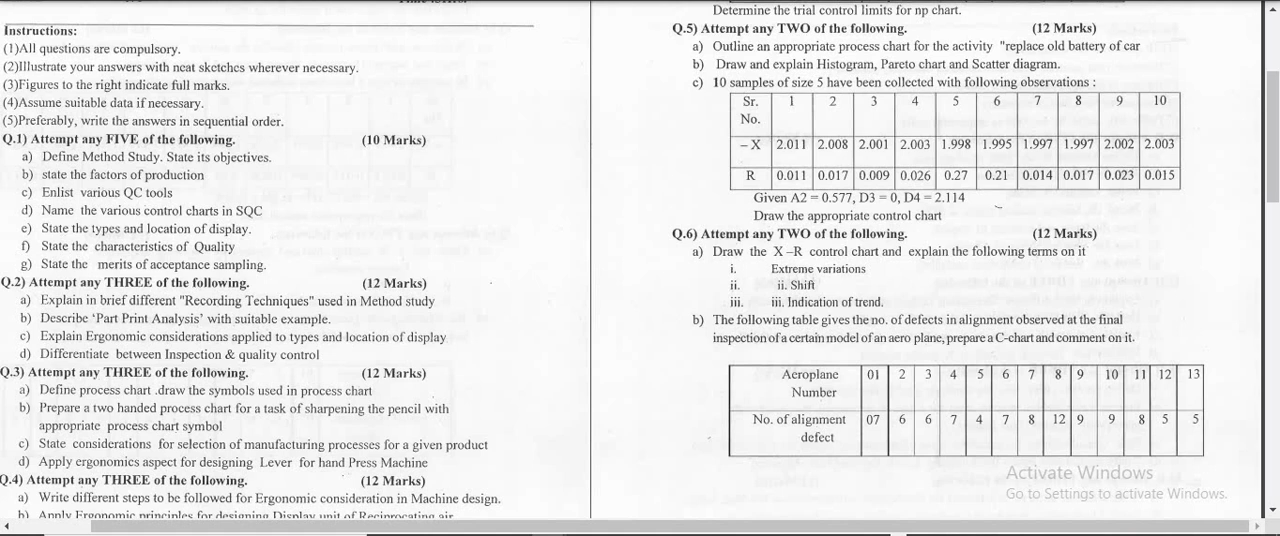 Instructions:
(1)All questions are compulsory.
(2)Illustrate your answers with neat sketches wherever necessary.
(3)Figures to the right indicate full marks.
(4)Assume suitable data if necessary.
(5)Preferably, write the answers in sequential order.
Q.1) Attempt any FIVE of the following. (10 Marks)
a) Define Method Study. State its objectives.
b) state the factors of production
c) Enlist various QC tools
d) Name the various control charts in SQC
e) State the types and location of display.
f) State the characteristics of Quality
g) State the merits of acceptance sampling.
Q.2) Attempt any THREE of the following. (12 Marks)
a) Explain in brief different "Recording Techniques" used in Method study
b) Describe ‘Part Print Analysis’ with suitable example.
c) Explain Ergonomic considerations applied to types and location of display
d) Differentiate between Inspection & quality control
Q.3) Attempt any THREE of the following. (12 Marks)
a) Define process chart .draw the symbols used in process chart
b) Prepare a two handed process chart for a task of sharpening the pencil with
appropriate process chart symbol
c) State considerations for selection of manufacturing processes for a given product
d) Apply ergonomics aspect for designing Lever for hand Press Machine
Q.4) Attempt any THREE of the following. (12 Marks)
a) Write different steps to be followed for Ergonomic consideration in Machine design.
b) Apply Ergonomic principles for designing Display unit of Reciprocating air
Determine the trial control limits for np chart.
Q.5) Attempt any TWO of the following. (12 Marks)
a) Outline an appropriate process chart for the activity "replace old battery of car
b) Draw and explain Histogram, Pareto chart and Scatter diagram.
c) 10 samples of size 5 have been collected with following observations :
Sr. No. 1 2 3 4 5 6 7 8 9 10
– X 2.011 2.008 2.001 2.003 1.998 1.995 1.997 1.997 2.002 2.003
R 0.011 0.017 0.009 0.026 0.27 0.21 0.014 0.017 0.023 0.015
Given A2 = 0.577, D3 = 0, D4 = 2.114
Draw the appropriate control chart
Q.6) Attempt any TWO of the following. (12 Marks)
a) Draw the X –R control chart and explain the following terms on it
i. Extreme variations
ii. ii. Shift
iii. iii. Indication of trend.
b) The following table gives the no. of defects in alignment observed at the final
inspection of a certain model of an aero plane, prepare a C-chart and comment on it.
Aeroplane Number 01 2 3 4 5 6 7 8 9 10 11 12 13
No. of alignment defect 07 6 6 7 4 7 8 12 9 9 8 5 5
Activate Windows
Go to Settings to activate Windows.